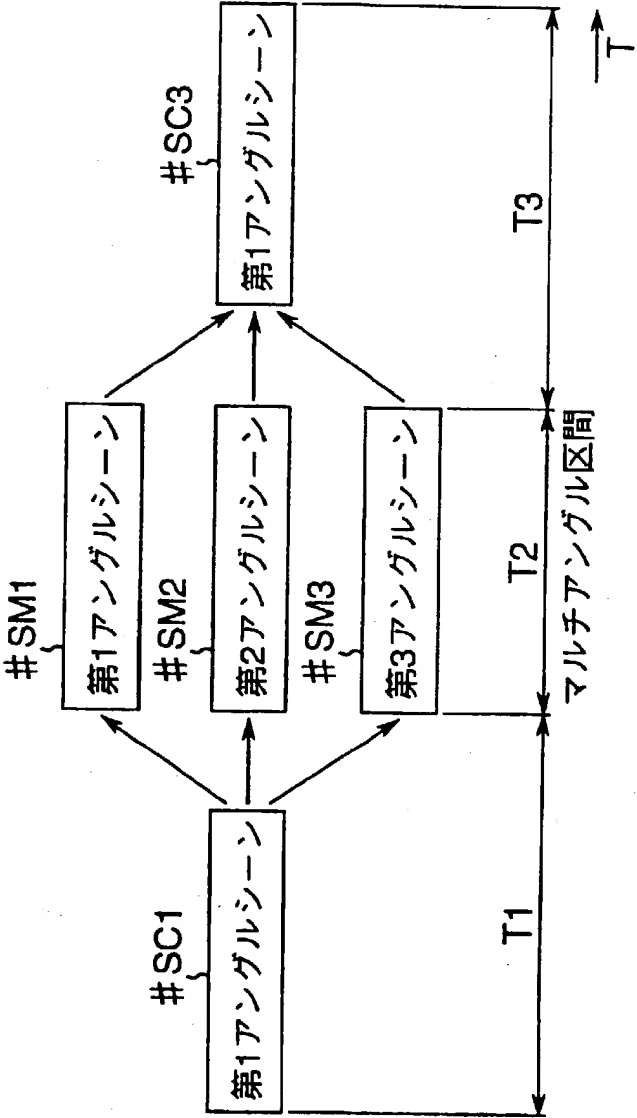 #SC1
第1アングルシーン
#SM1
第1アングルシーン
#SM2
第2アングルシーン
#SM3
第3アングルシーン
#SC3
第1アングルシーン
T1
T2
T3
マルチアングル区間
T